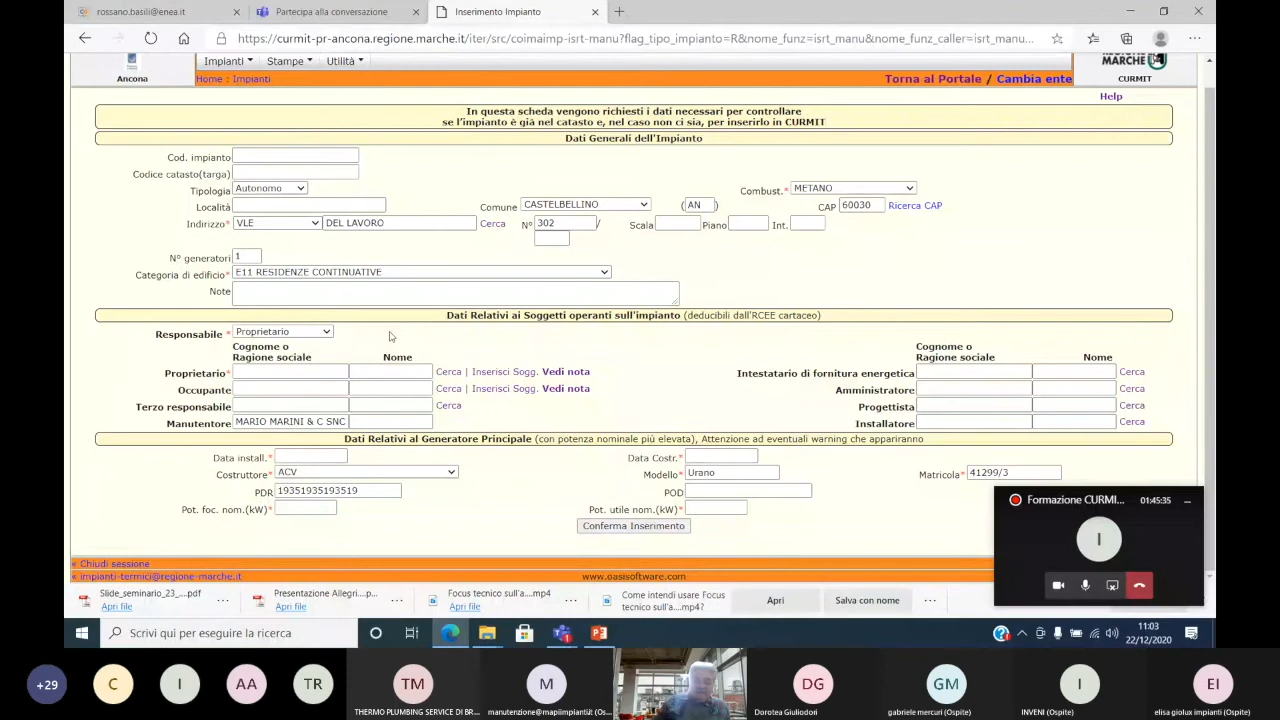 rossano.basili@enea.it
Partecipa alla conversazione
Inserimento Impianto
https://curmit-pr-ancona.regione.marche.it/iter/src/coimaimp-isrt-manu?flag_tipo_impianto=R&nome_funz=isrt_manu&nome_funz_caller=isrt_manu...
Impianti Stampe Utilità
REGIONE MARCHE
Ancona
Home : Impianti
Torna al Portale / Cambia ente
CURMIT
Help
In questa scheda vengono richiesti i dati necessari per controllare
se l'impianto è già nel catasto e, nel caso non ci sia, per inserirlo in CURMIT
Dati Generali dell'Impianto
Cod. impianto
Codice catasto(targa)
Tipologia Autonomo Combust.* METANO
Località Comune CASTELBELLINO (AN) CAP 60030 Ricerca CAP
Indirizzo* VLE DEL LAVORO Cerca N° 302 / Scala Piano Int.
N° generatori 1
Categoria di edificio* E11 RESIDENZE CONTINUATIVE
Note
Dati Relativi ai Soggetti operanti sull'impianto (deducibili dall'RCEE cartaceo)
Responsabile * Proprietario
Cognome o
Ragione sociale Nome
Cognome o
Ragione sociale Nome
Proprietario* Cerca | Inserisci Sogg. Vedi nota Intestatario di fornitura energetica Cerca
Occupante Cerca | Inserisci Sogg. Vedi nota Amministratore Cerca
Terzo responsabile Cerca Progettista Cerca
Manutentore MARIO MARINI & C SNC Installatore Cerca
Dati Relativi al Generatore Principale (con potenza nominale più elevata), Attenzione ad eventuali warning che appariranno
Data install.* Data Costr.*
Costruttore* ACV Modello* Urano Matricola* 41299/3
PDR 19351935193519 POD
Pot. foc. nom.(kW)* Pot. utile nom.(kW)*
Conferma Inserimento
Formazione CURMI... 01:45:35
I
« Chiudi sessione
« impianti-termici@regione-marche.it
www.oasisoftware.com
Slide_seminario_23_....pdf
Apri file
Presentazione Allegri....p...
Apri file
Focus tecnico sull'a....mp4
Apri file
Come intendi usare Focus
tecnico sull'a....mp4?
Apri
Salva con nome
Scrivi qui per eseguire la ricerca
11:03
22/12/2020
+29
C
I
AA
TR
TM
THERMO PLUMBING SERVICE DI BR...
M
manutenzione@mapiimpianti.it (Os...
DG
Dorotea Giuliodori
GM
gabriele mercuri (Ospite)
I
INVENI (Ospite)
EI
elisa giolux impianti (Ospite)